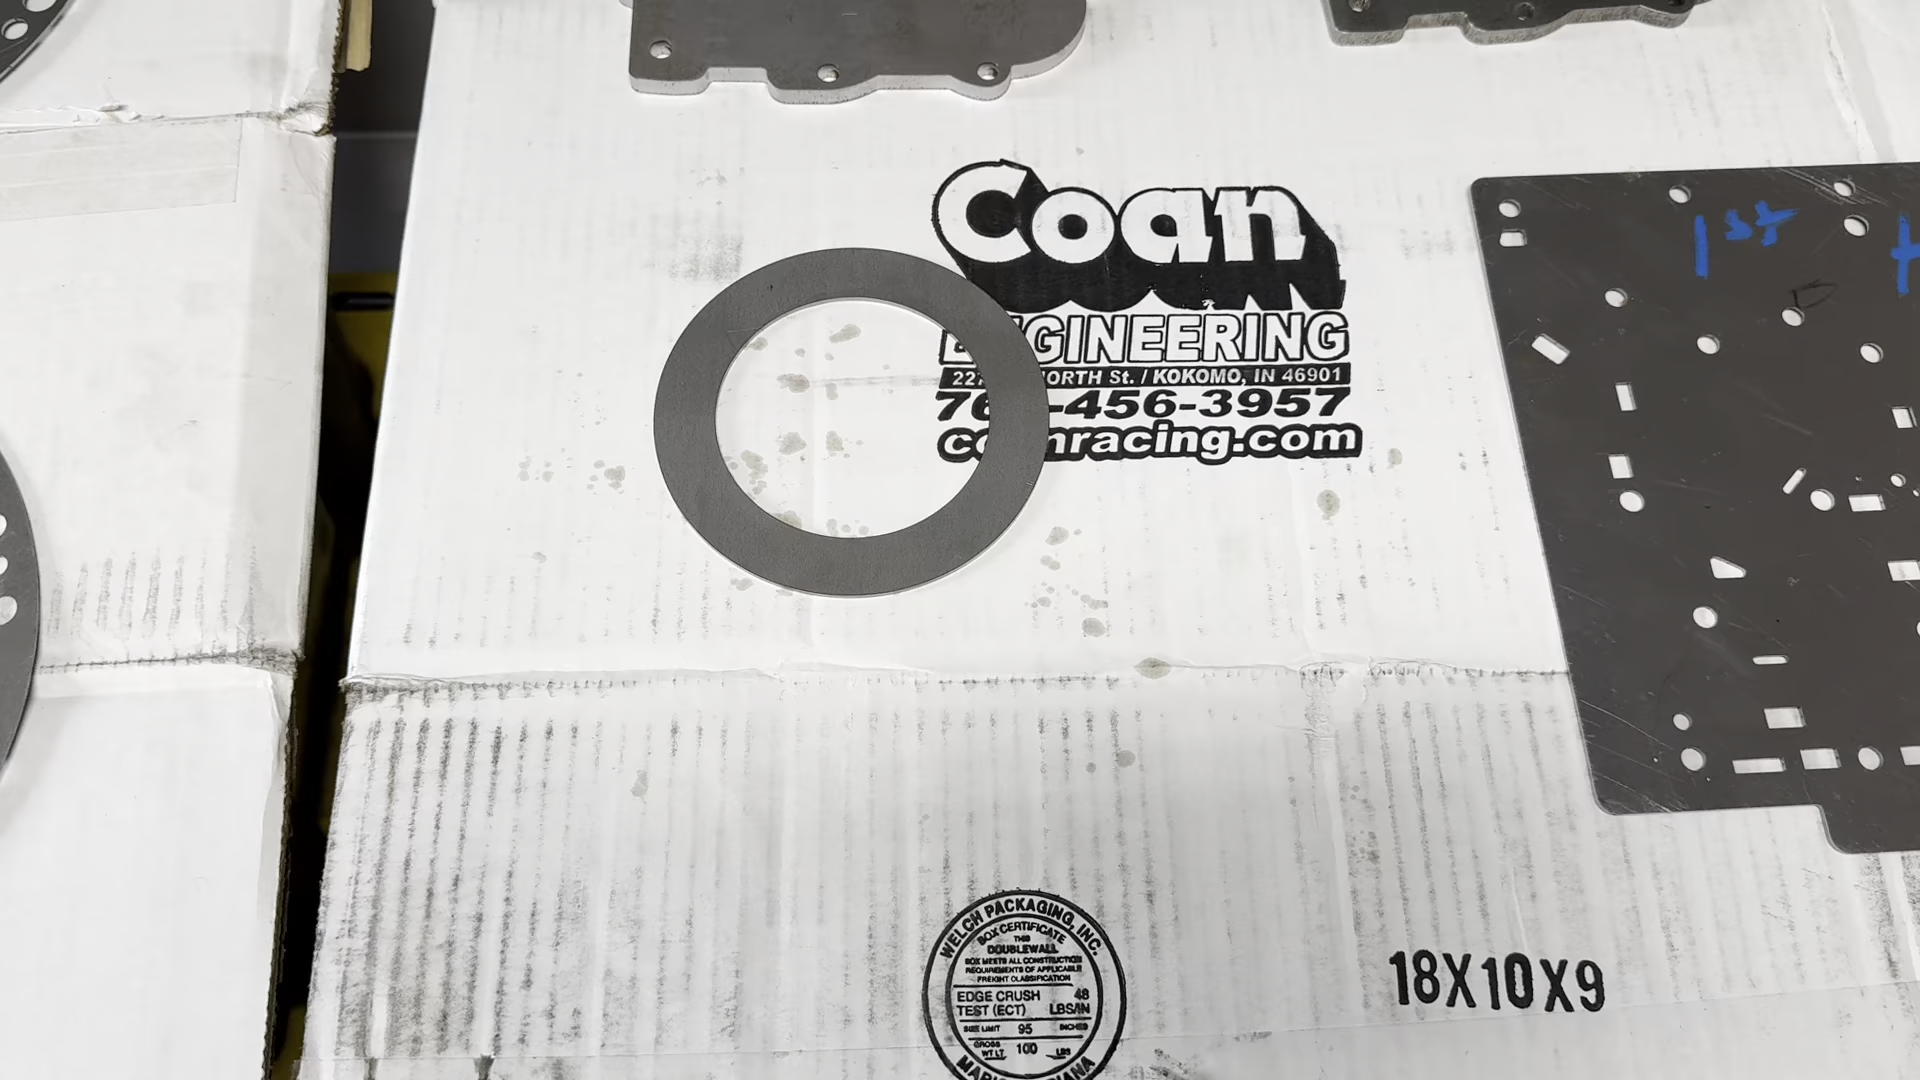 Coan
ENGINEERING
ORTH St. / KOKOMO, IN 46901
-456-3957
racing.com
1st
WELCH PACKAGING, INC.
BOX CERTIFICATE
THIS
DOUBLEWALL
BOX MEETS ALL CONSTRUCTION
REQUIREMENTS OF APPLICABLE
FREIGHT CLASSIFICATION
EDGE CRUSH 48
TEST (ECT) LBS/IN
SIZE LIMIT 95 INCHES
GROSS
WT LT 100 LBS
18X10X9